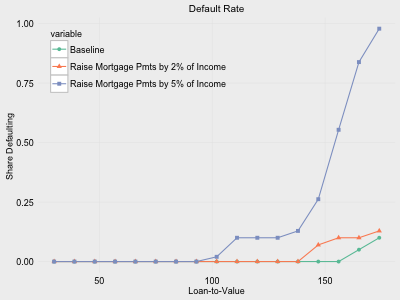 Default Rate
variable
Baseline
Raise Mortgage Pmts by 2% of Income
Raise Mortgage Pmts by 5% of Income
Share Defaulting
1.00
0.75
0.50
0.25
0.00
50
100
150
Loan-to-Value